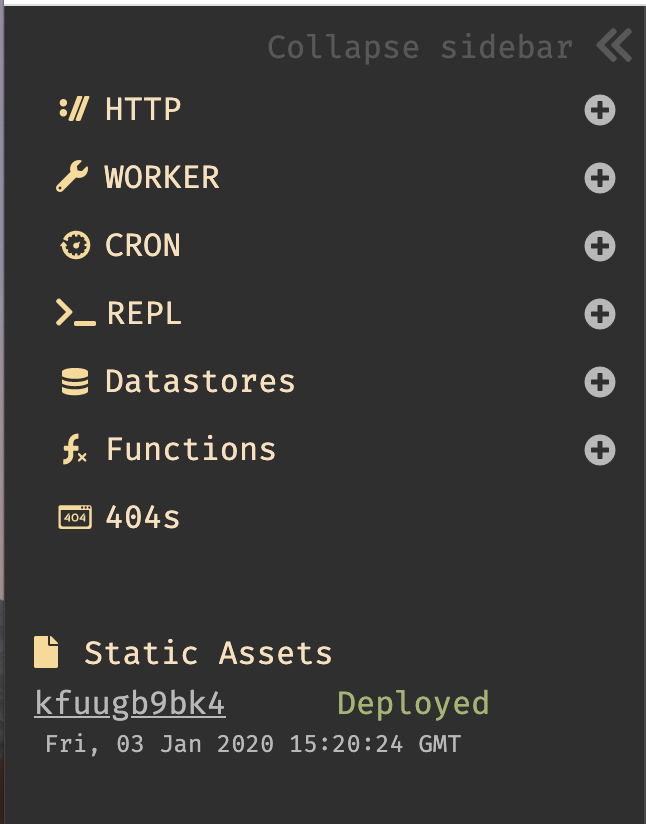 Collapse sidebar
:// HTTP
WORKER
CRON
REPL
Datastores
fx Functions
404 404s
Static Assets
kfuugb9bk4 Deployed
Fri, 03 Jan 2020 15:20:24 GMT